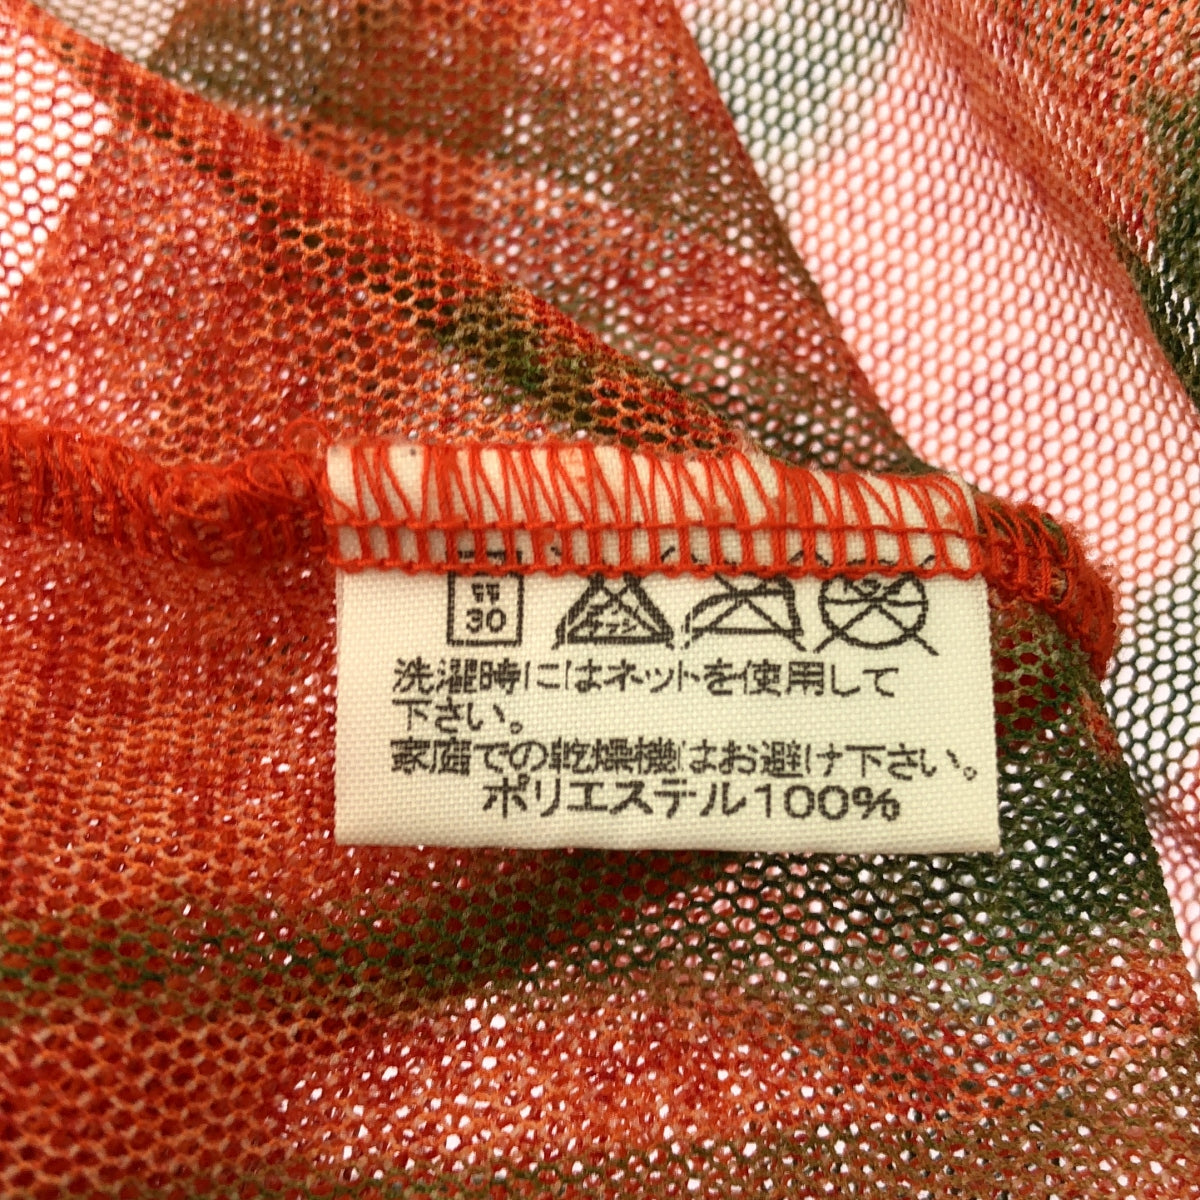 30
洗濯時にはネットを使用して
下さい。
家庭での乾燥機はお避け下さい。
ポリエステル100%